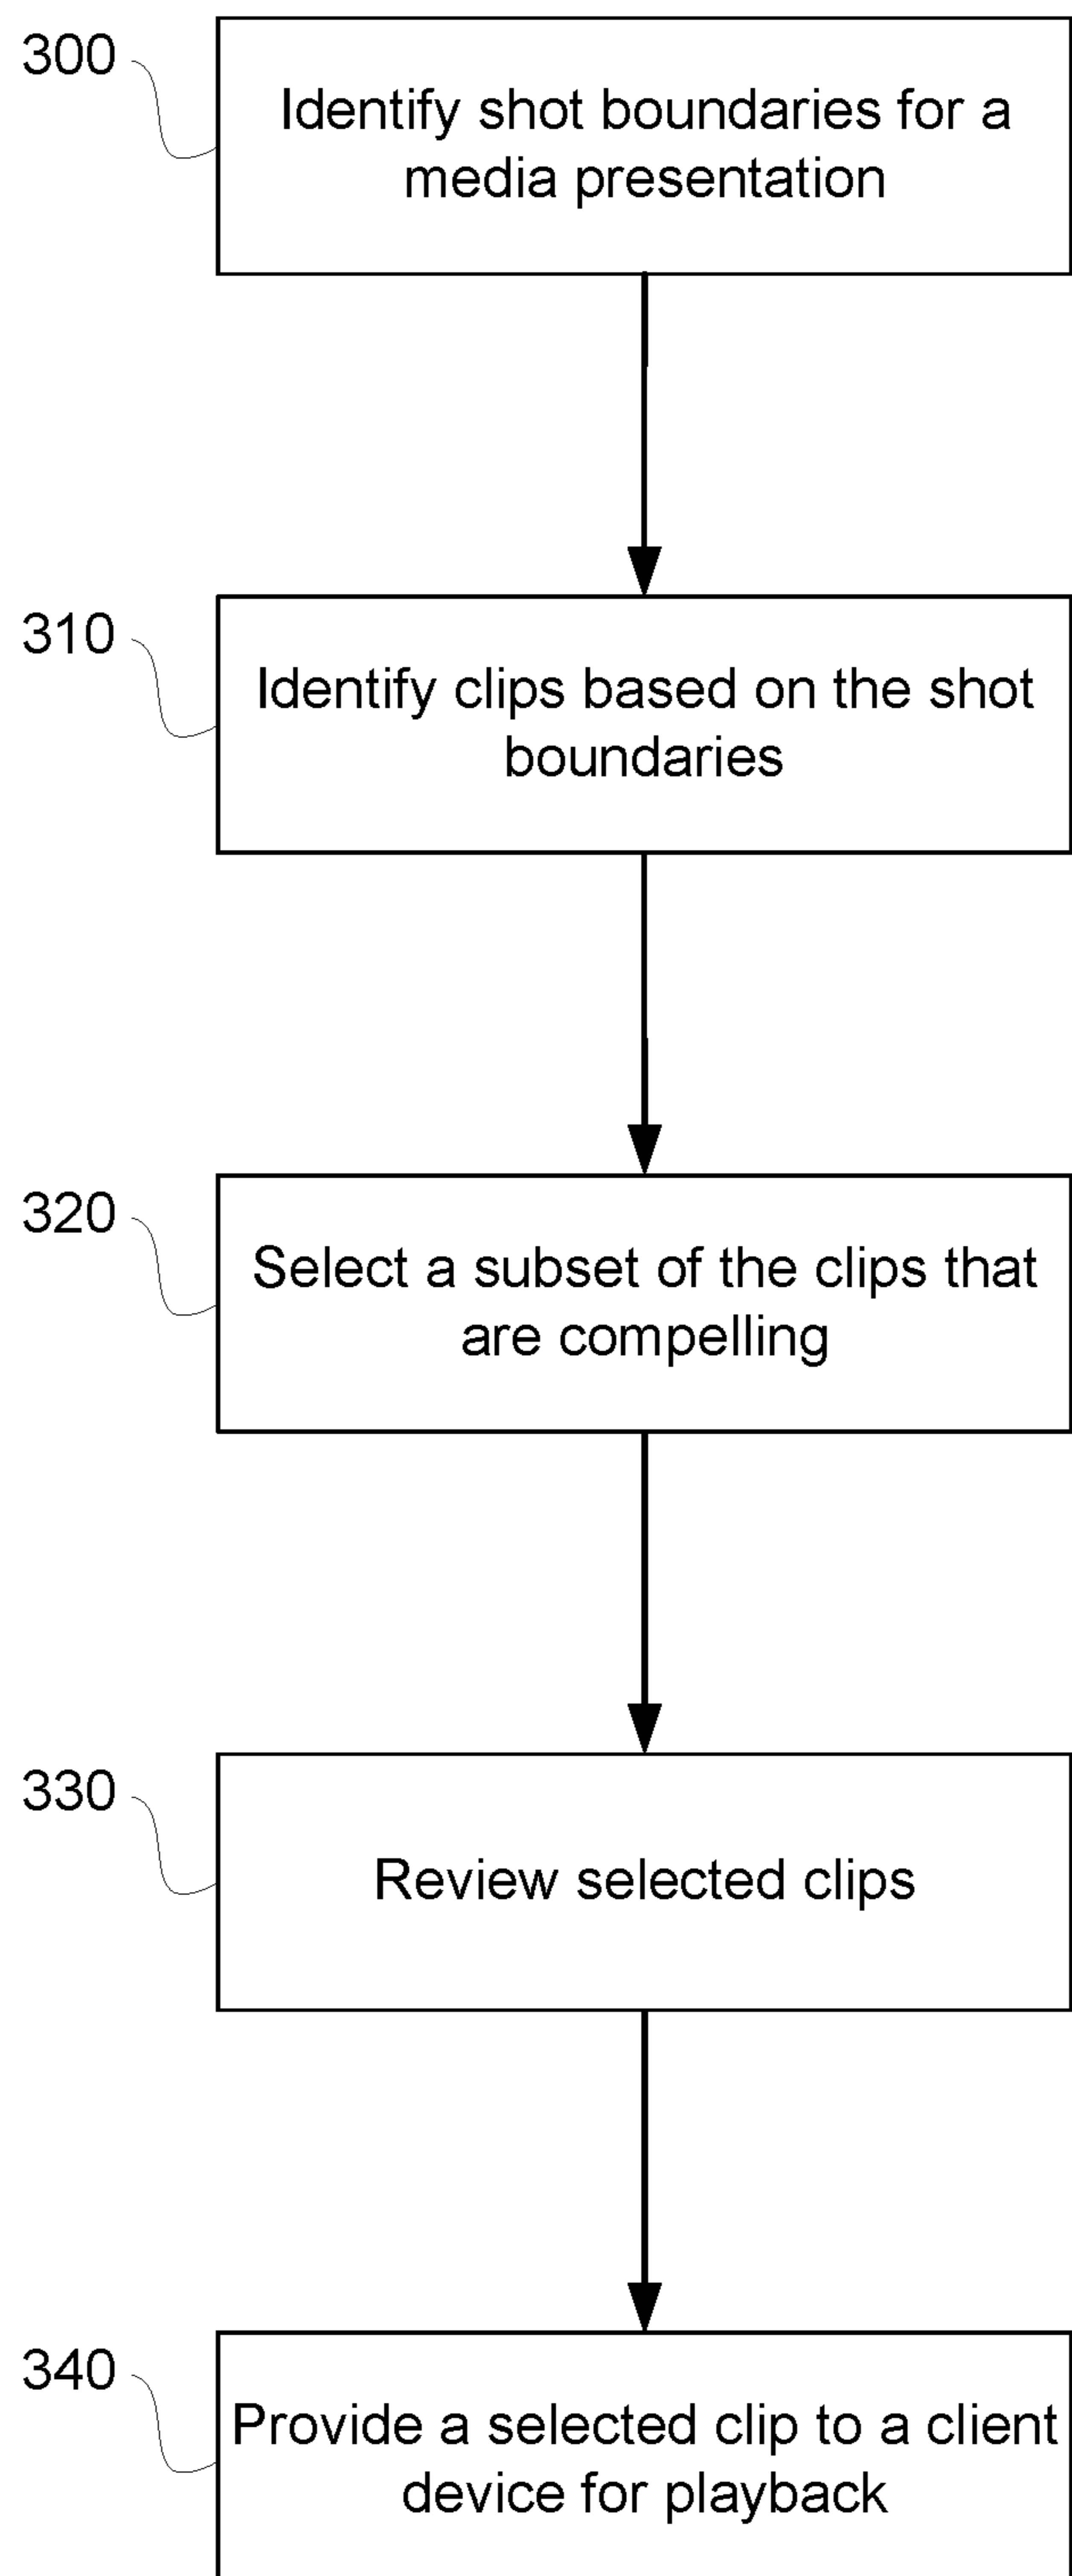 300
Identify shot boundaries for a
media presentation
310
Identify clips based on the shot
boundaries
320
Select a subset of the clips that
are compelling
330
Review selected clips
340
Provide a selected clip to a client
device for playback